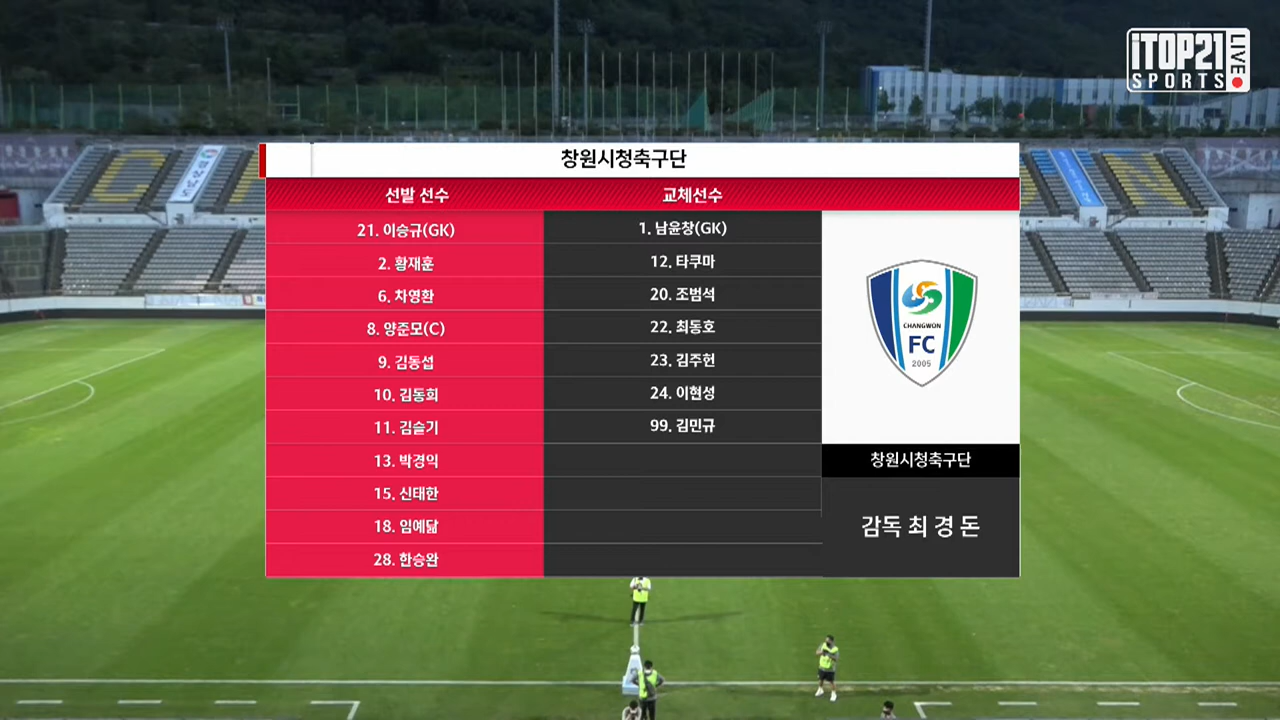 iTOP21
LIVE
SPORTS
창원시청축구단
선발 선수
교체선수
21. 이승규(GK)
1. 남윤창(GK)
2. 황재훈
12. 타쿠마
6. 차영환
20. 조범석
8. 양준모(C)
22. 최동호
9. 김동섭
23. 김주헌
10. 김동희
24. 이현성
11. 김슬기
99. 김민규
13. 박경익
15. 신태한
18. 임예닮
28. 한승완
CHANGWON
FC
2005
창원시청축구단
감독 최 경 돈